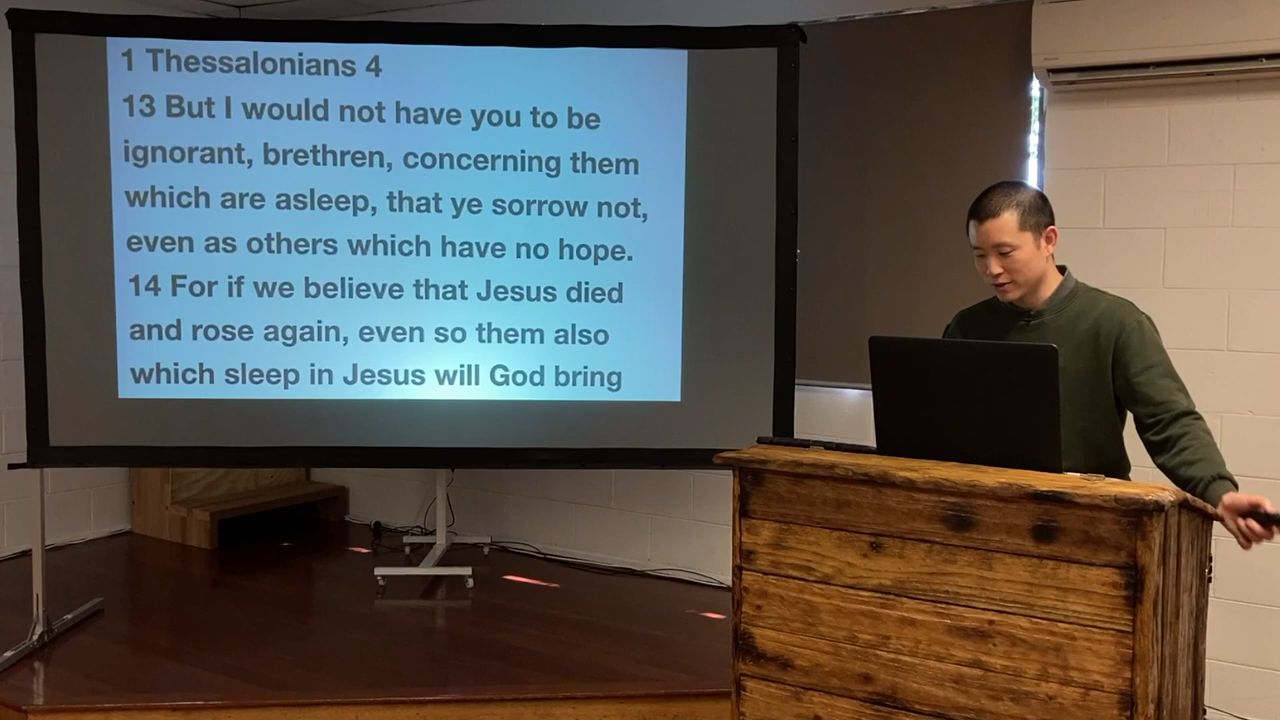 1 Thessalonians 4
13 But I would not have you to be
ignorant, brethren, concerning them
which are asleep, that ye sorrow not,
even as others which have no hope.
14 For if we believe that Jesus died
and rose again, even so them also
which sleep in Jesus will God bring